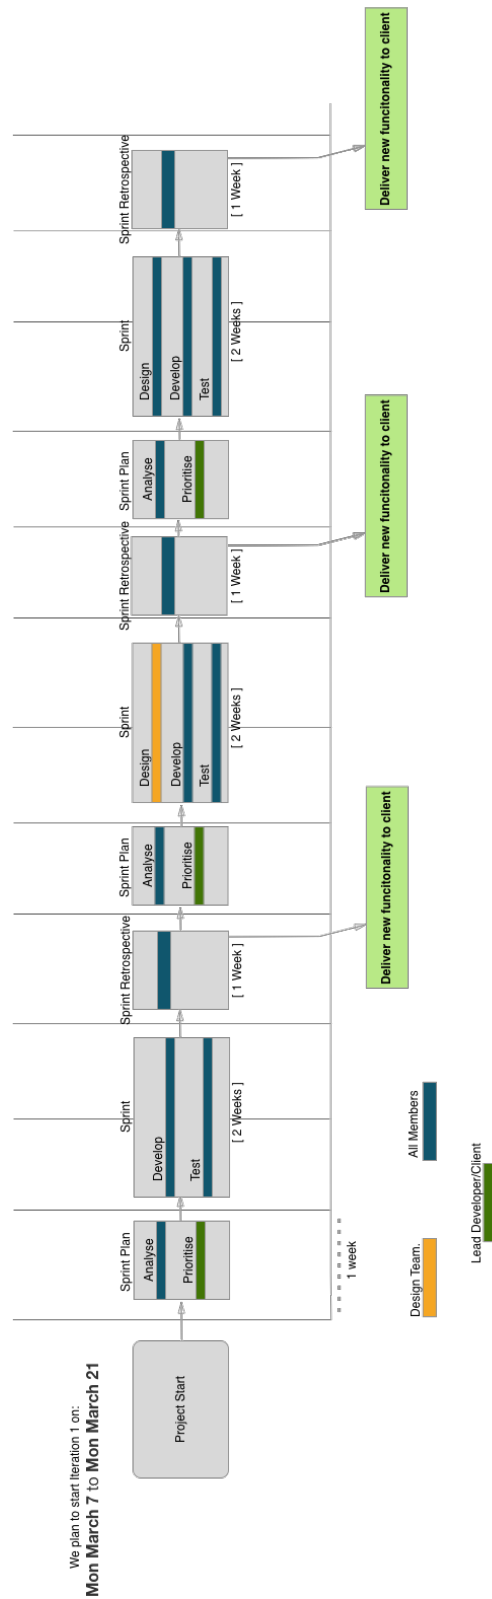 We plan to start Iteration 1 on:
Mon March 7 to Mon March 21
Project Start
Sprint Plan
Analyse
Prioritise
1 week
Sprint
Develop
Test
[ 2 Weeks ]
Sprint Retrospective
[ 1 Week ]
Deliver new funcitonality to client
Sprint Plan
Analyse
Prioritise
Sprint
Design
Develop
Test
[ 2 Weeks ]
Sprint Retrospective
[ 1 Week ]
Deliver new funcitonality to client
Sprint Plan
Analyse
Prioritise
Sprint
Design
Develop
Test
[ 2 Weeks ]
Sprint Retrospective
[ 1 Week ]
Deliver new funcitonality to client
Design Team.
All Members
Lead Developer/Client